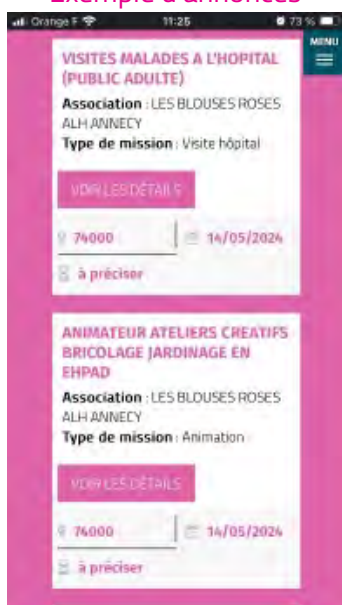 Exemple d'annonces
Orange F 11:25 73 %
MENU
VISITES MALADES A L'HOPITAL
(PUBLIC ADULTE)
Association : LES BLOUSES ROSES
ALH ANNECY
Type de mission : Visite hôpital
VOIR LES DÉTAILS
74000 14/05/2024
à préciser
ANIMATEUR ATELIERS CREATIFS
BRICOLAGE JARDINAGE EN
EHPAD
Association : LES BLOUSES ROSES
ALH ANNECY
Type de mission : Animation
VOIR LES DÉTAILS
74000 14/05/2024
à préciser